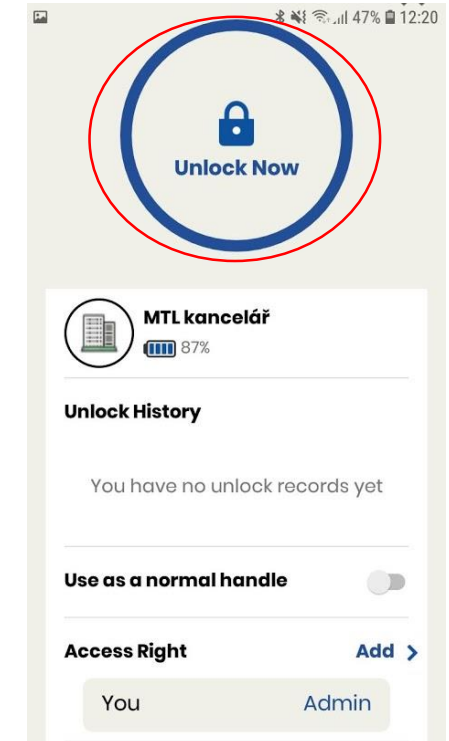 47% 12:20
Unlock Now
MTL kancelář
87%
Unlock History
You have no unlock records yet
Use as a normal handle
Access Right Add
You Admin